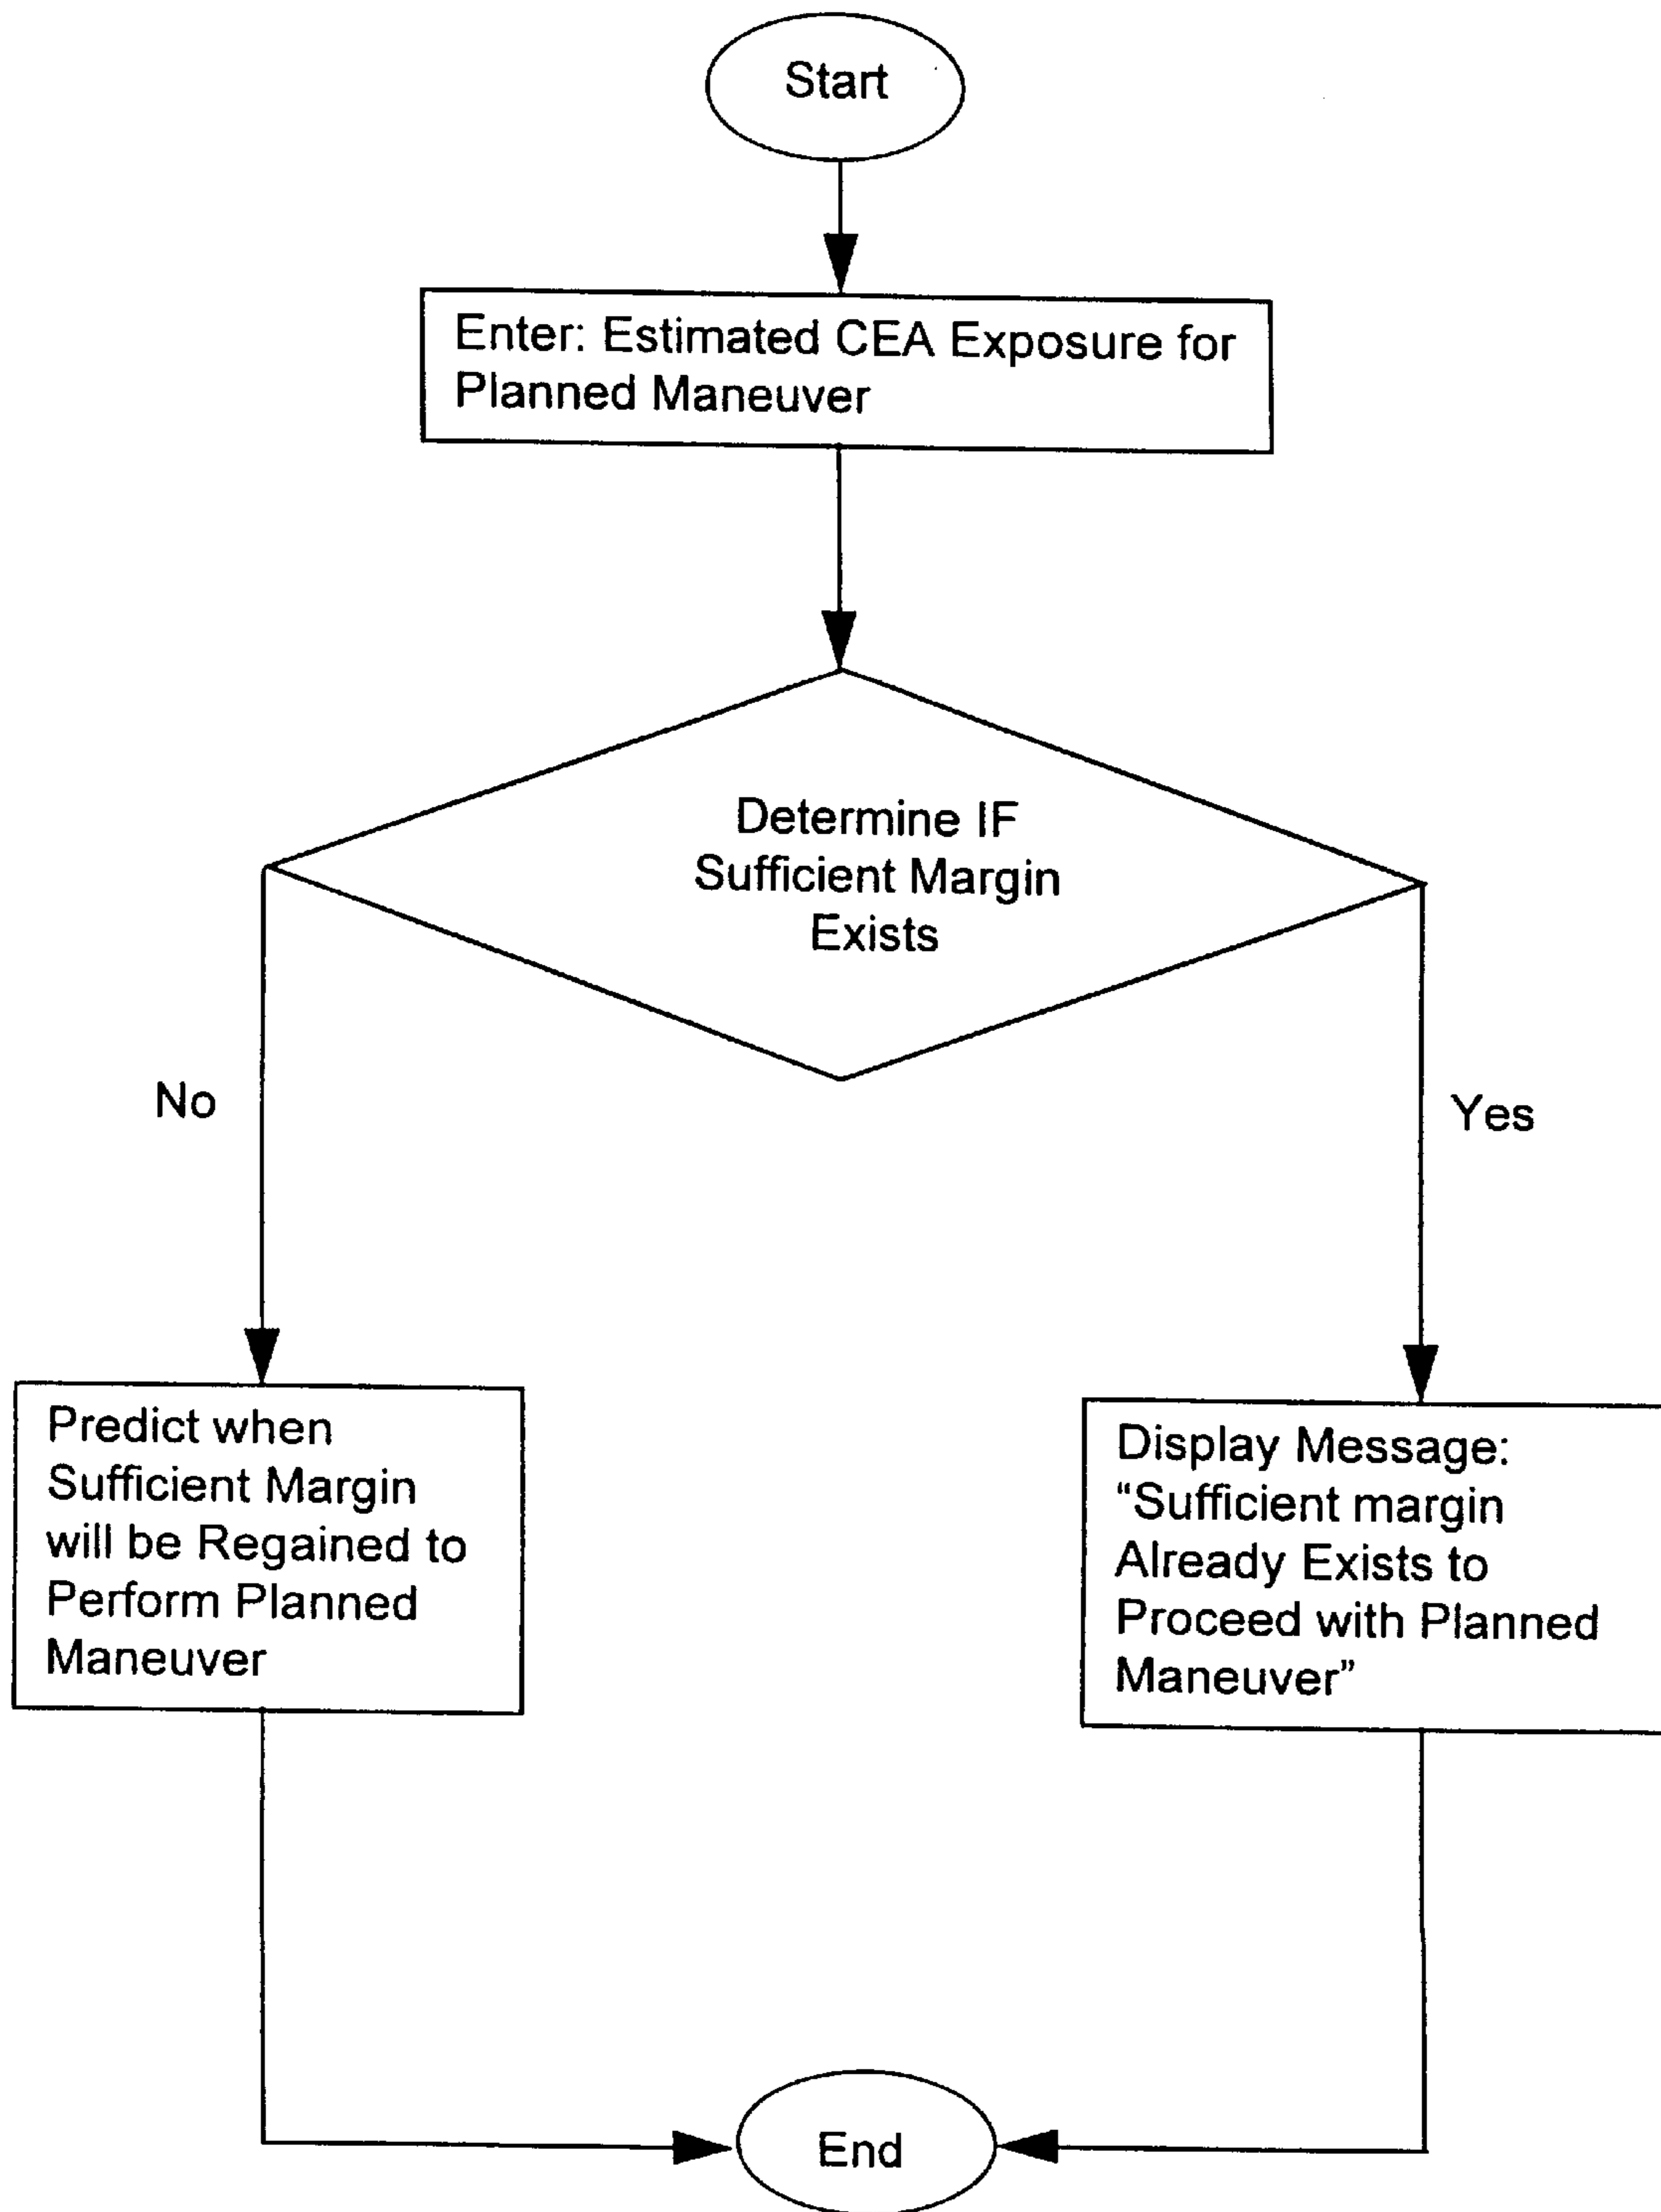 Start
Enter: Estimated CEA Exposure for
Planned Maneuver
Determine IF
Sufficient Margin
Exists
No
Yes
Predict when
Sufficient Margin
will be Regained to
Perform Planned
Maneuver
Display Message:
“Sufficient margin
Already Exists to
Proceed with Planned
Maneuver”
End